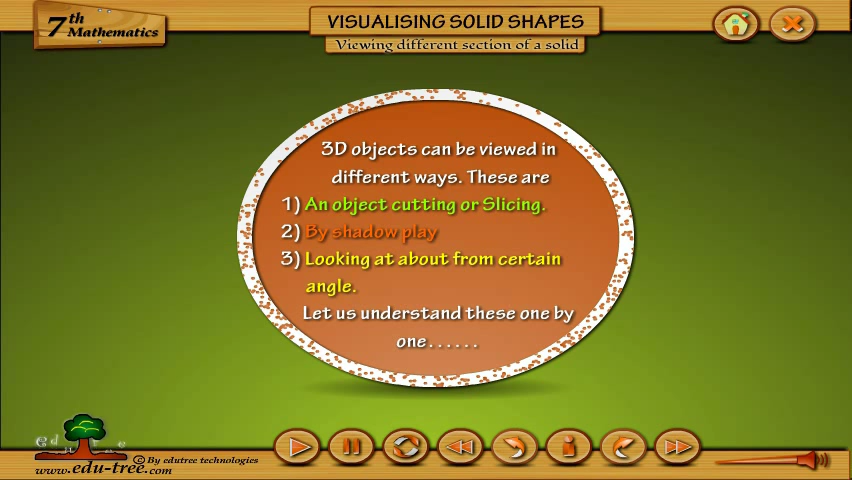 7th
Mathematics
VISUALISING SOLID SHAPES
Viewing different section of a solid
3D objects can be viewed in
different ways. These are
1) An object cutting or Slicing.
2) By shadow play
3) Looking at about from certain
angle.
Let us understand these one by
one......
© By edutree technologies
www.edu-tree.com